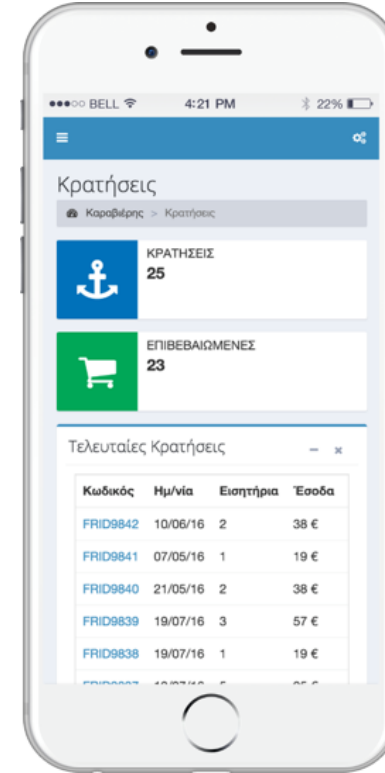 BELL 4:21 PM 22%
Κρατήσεις
Καραβιέρης > Κρατήσεις
ΚΡΑΤΗΣΕΙΣ
25
ΕΠΙΒΕΒΑΙΩΜΕΝΕΣ
23
Τελευταίες Κρατήσεις
Κωδικός Ημ/νία Εισητήρια Έσοδα
FRID9842 10/06/16 2 38 €
FRID9841 07/05/16 1 19 €
FRID9840 21/05/16 2 38 €
FRID9839 19/07/16 3 57 €
FRID9838 19/07/16 1 19 €